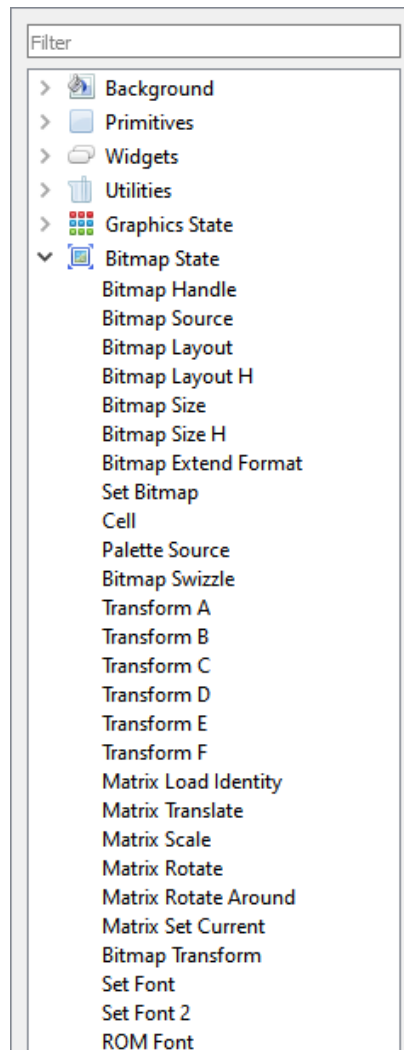 Filter
Background
Primitives
Widgets
Utilities
Graphics State
Bitmap State
Bitmap Handle
Bitmap Source
Bitmap Layout
Bitmap Layout H
Bitmap Size
Bitmap Size H
Bitmap Extend Format
Set Bitmap
Cell
Palette Source
Bitmap Swizzle
Transform A
Transform B
Transform C
Transform D
Transform E
Transform F
Matrix Load Identity
Matrix Translate
Matrix Scale
Matrix Rotate
Matrix Rotate Around
Matrix Set Current
Bitmap Transform
Set Font
Set Font 2
ROM Font